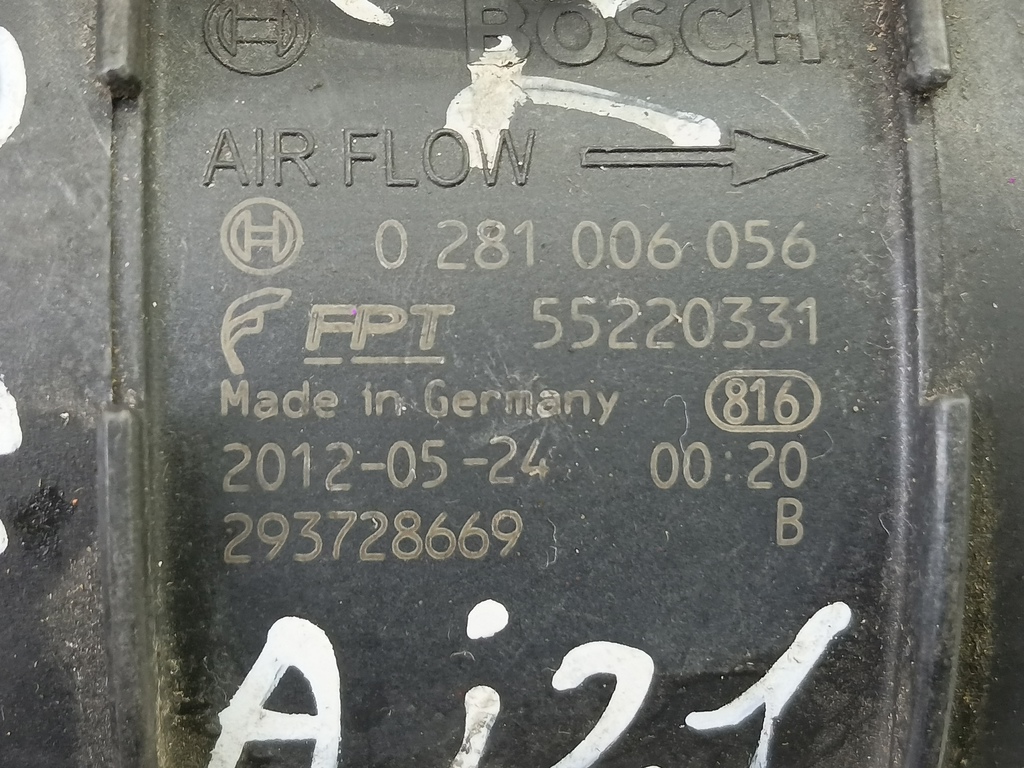 BOSCH
AIR FLOW
0 281 006 056
FPT 55220331
Made in Germany 816
2012-05-24 00:20
293728669 B
Ai21